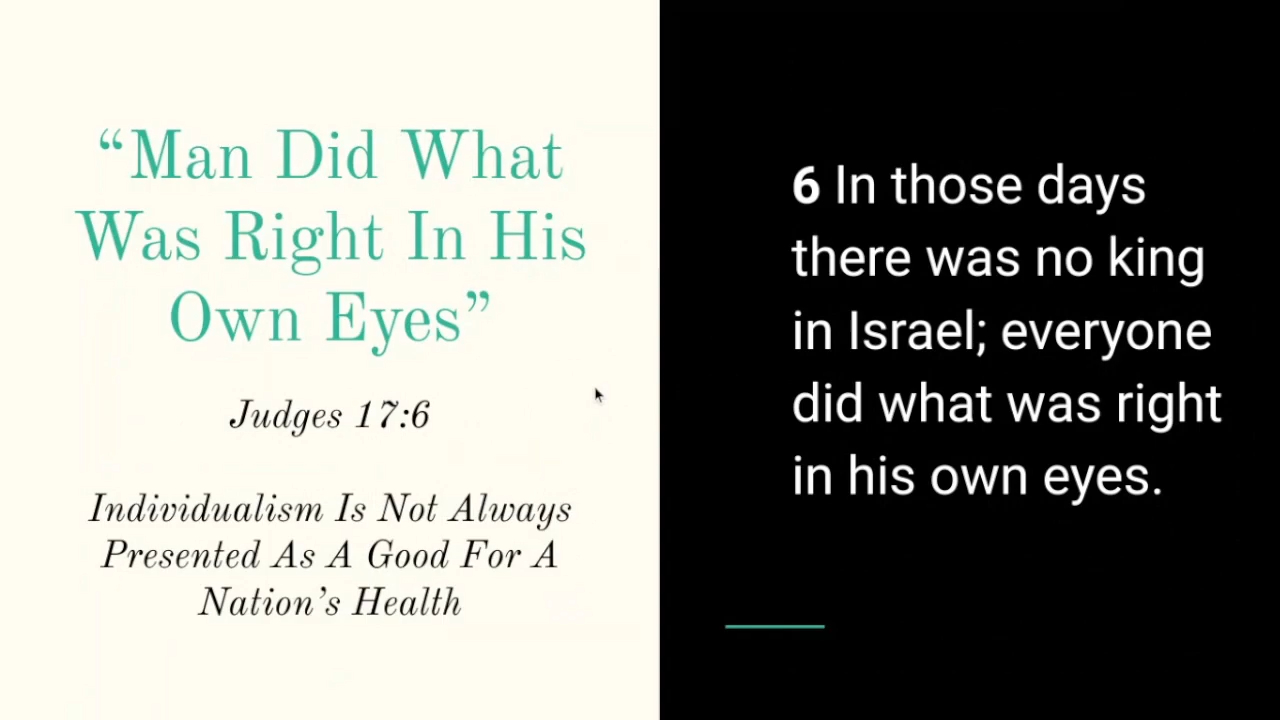 “Man Did What
Was Right In His
Own Eyes”
Judges 17:6
Individualism Is Not Always
Presented As A Good For A
Nation’s Health
6 In those days
there was no king
in Israel; everyone
did what was right
in his own eyes.